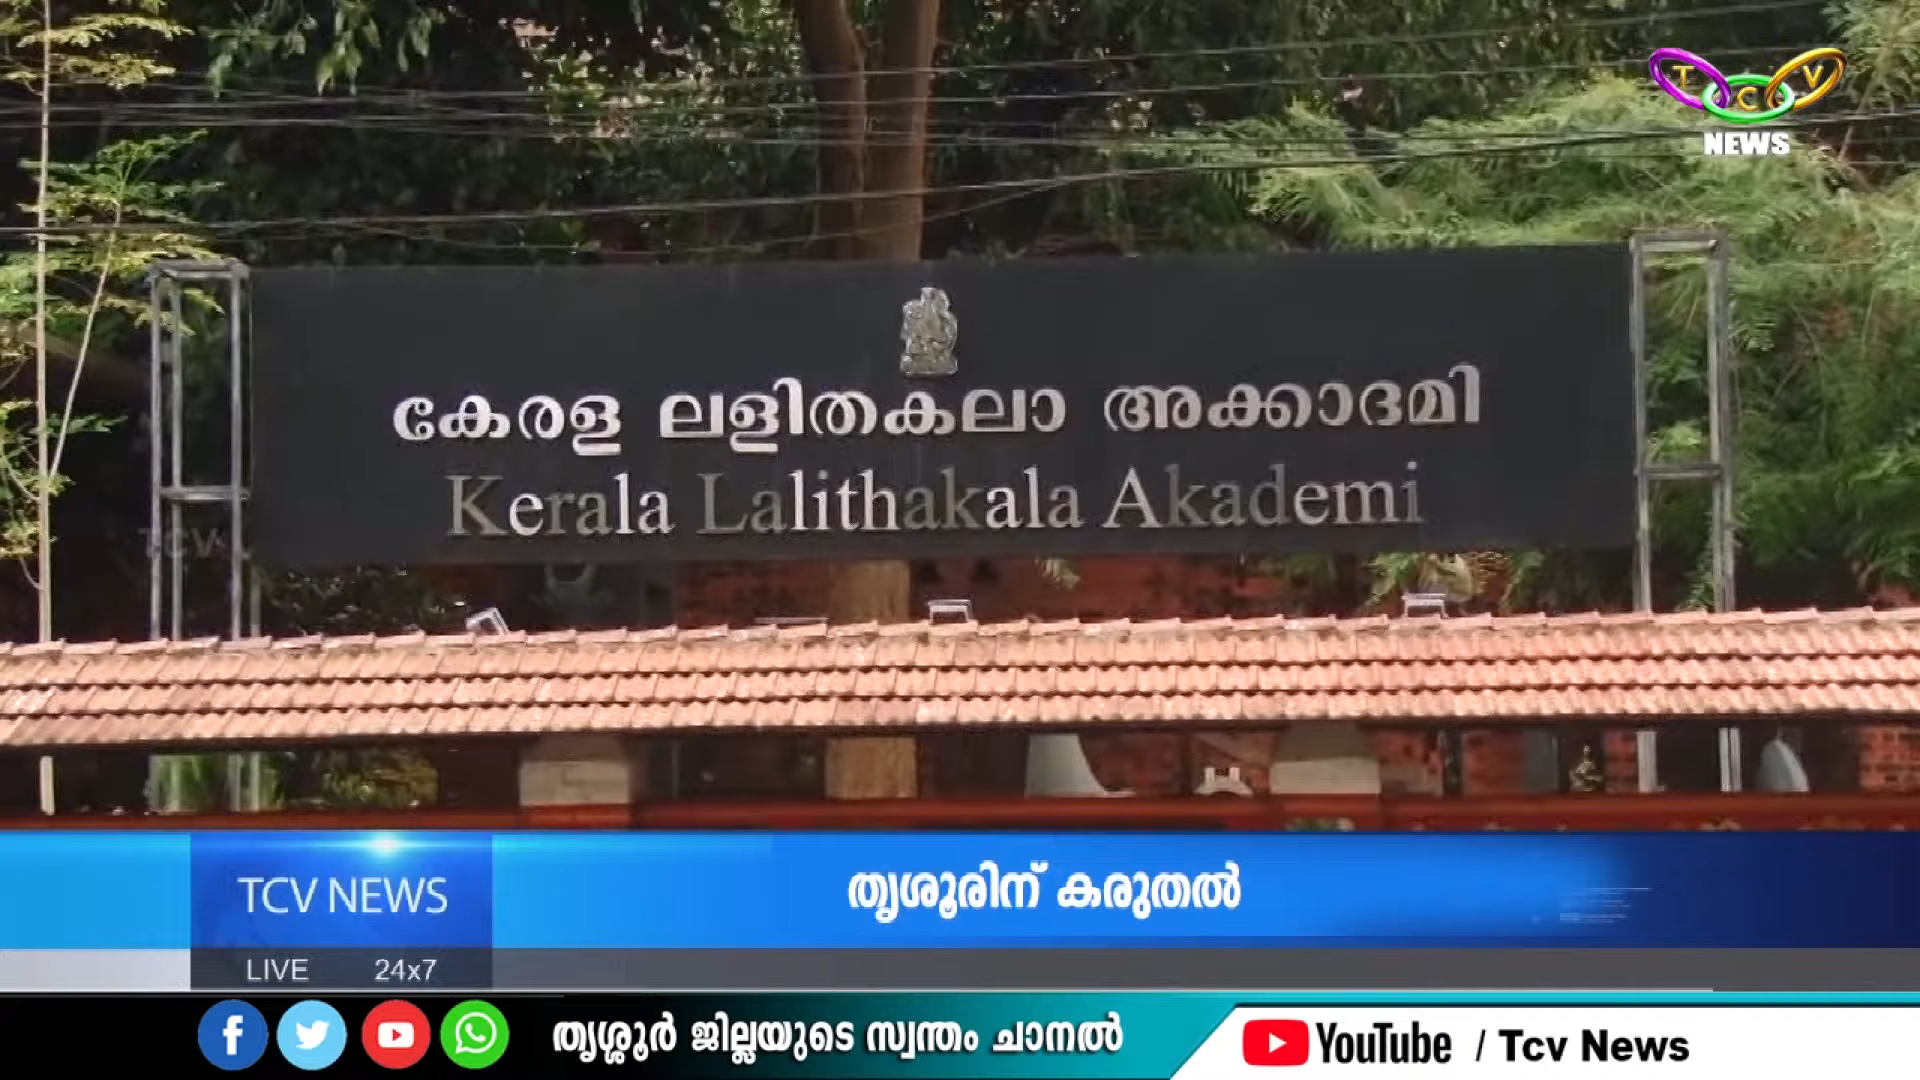 T C V
NEWS
കേരള ലളിതകലാ അക്കാദമി
Kerala Lalithakala Akademi
TCV
TCV NEWS
തൃശൂരിന് കരുതൽ
LIVE 24x7
തൃശ്ശൂർ ജില്ലയുടെ സ്വന്തം ചാനൽ
YouTube / Tcv News